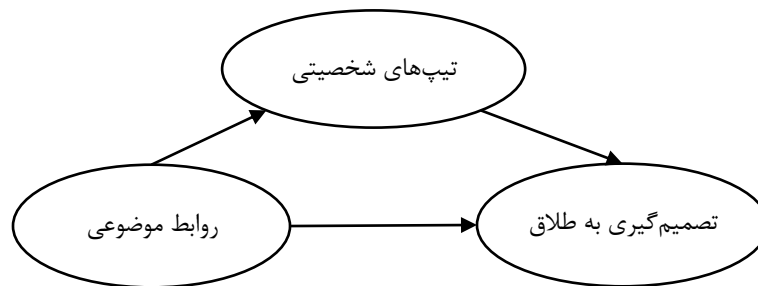 تیپ‌های شخصیتی
روابط موضوعی
تصمیم‌گیری به طلاق